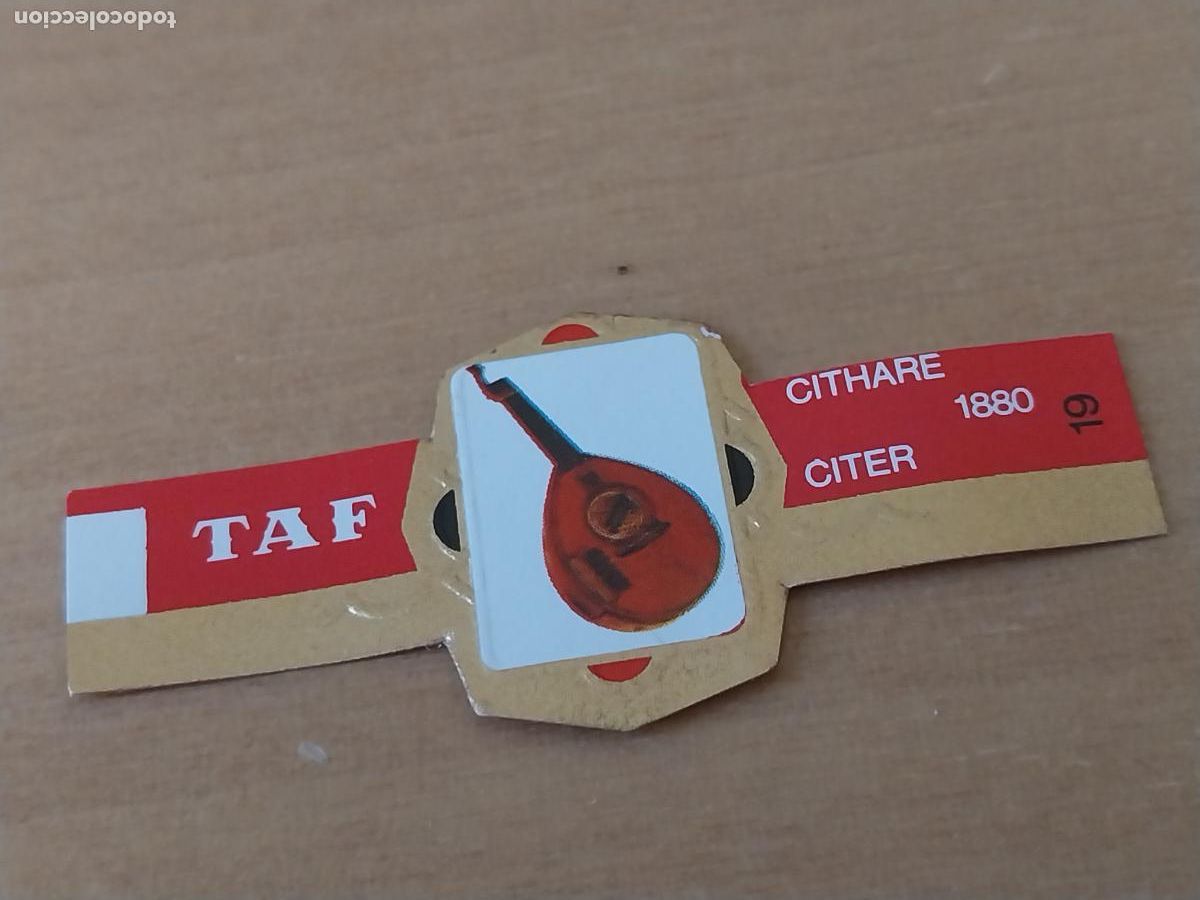 todocoleccion
TAF
CITHARE
1880
CITER
19